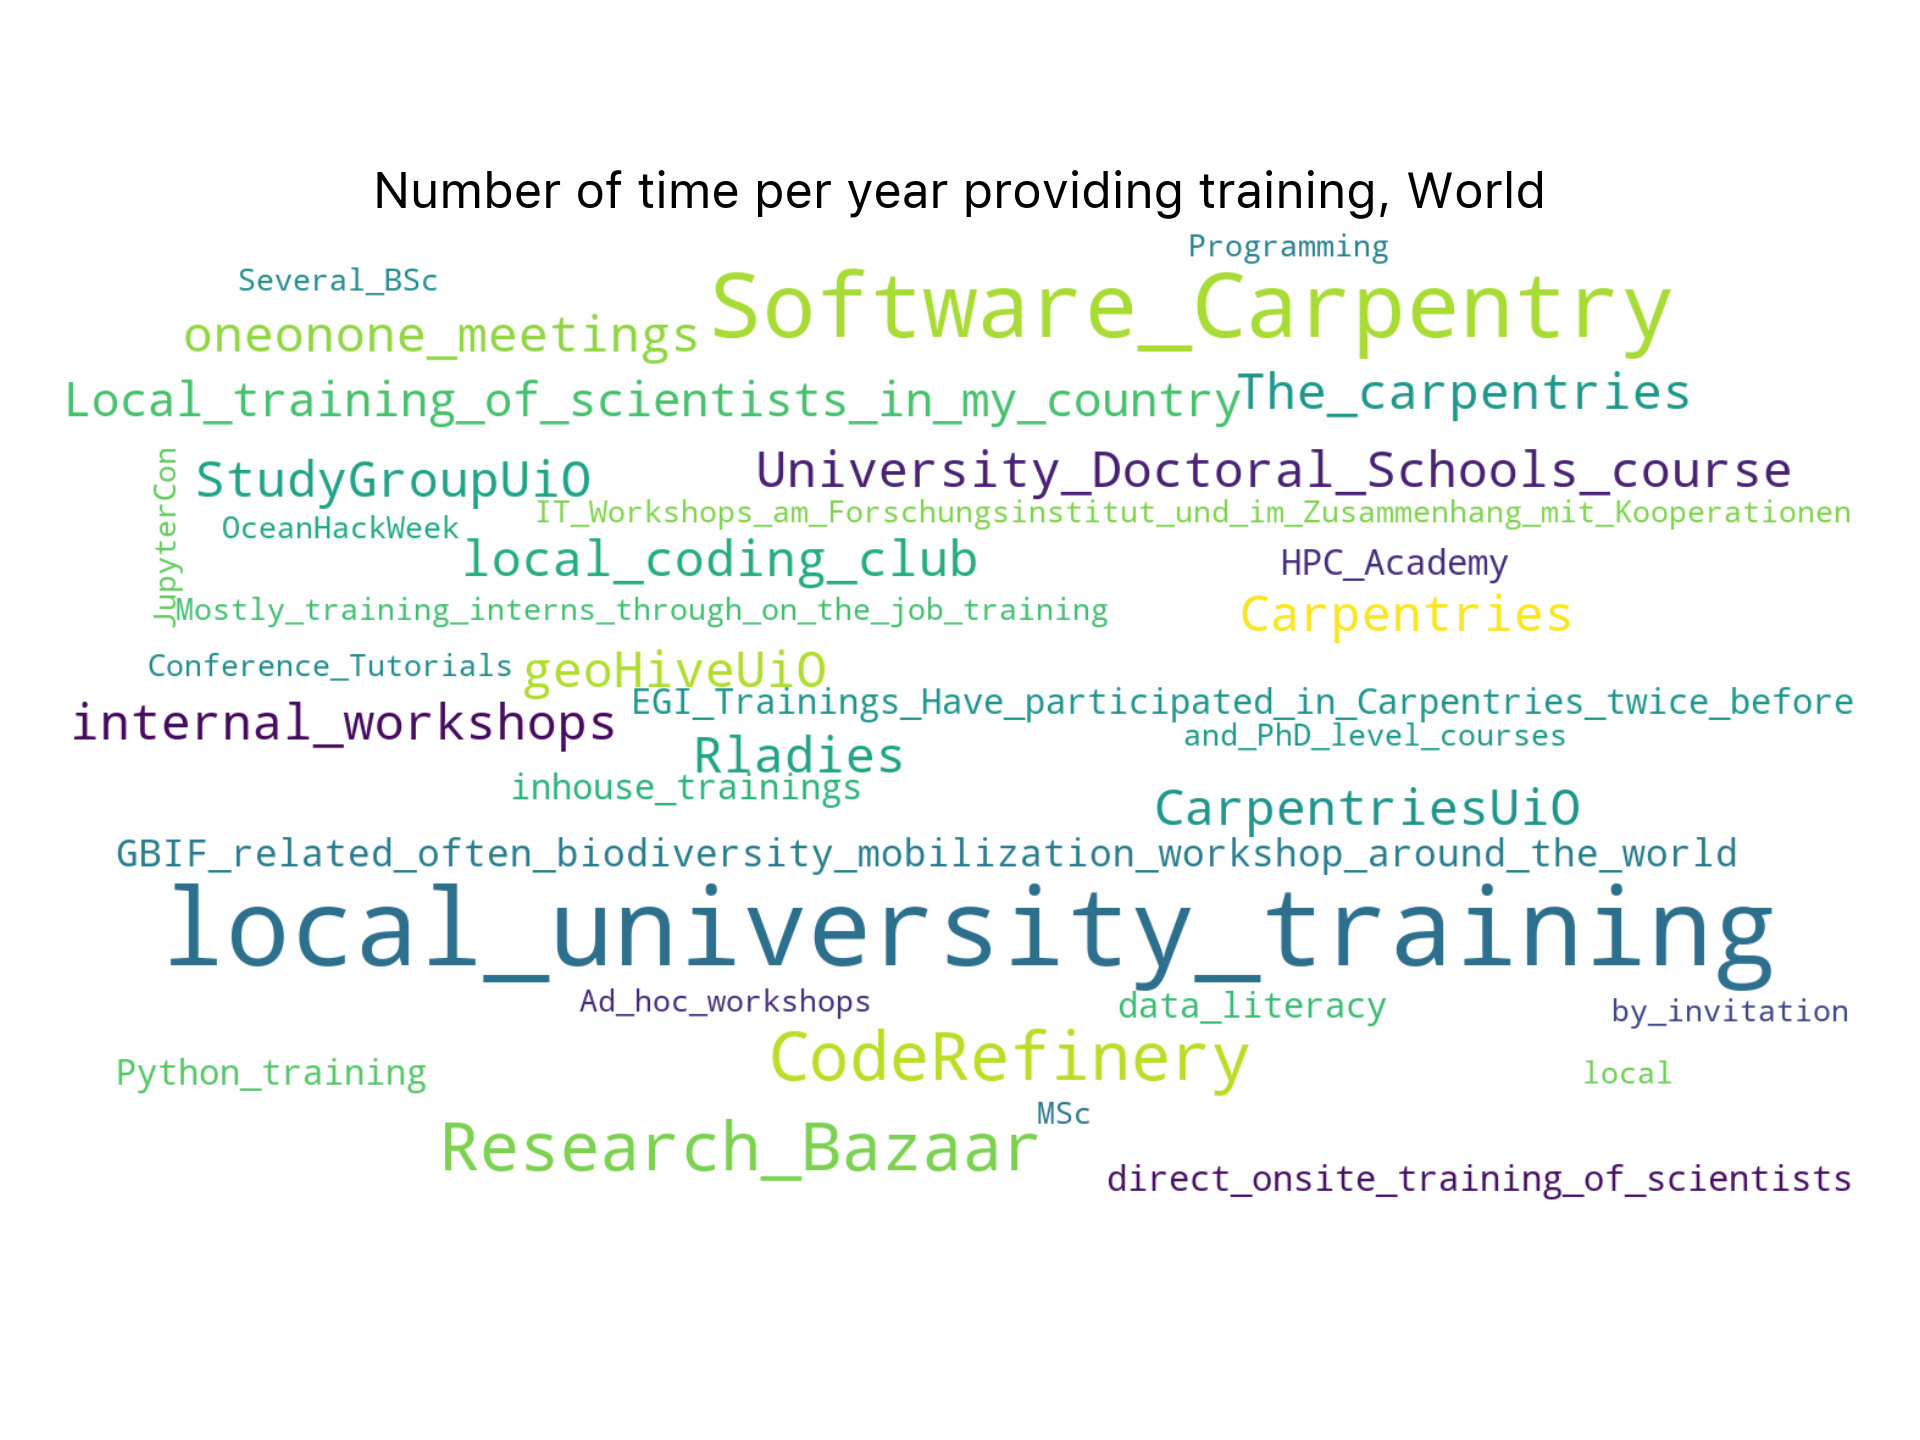 Number of time per year providing training, World
Programming
Several_BSc
Software_Carpentry
oneonone_meetings
Local_training_of_scientists_in_my_country
The_carpentries
JupyterCon
StudyGroupUiO
University_Doctoral_Schools_course
IT_Workshops_am_Forschungsinstitut_und_im_Zusammenhang_mit_Kooperationen
OceanHackWeek
local_coding_club
HPC_Academy
Mostly_training_interns_through_on_the_job_training
Carpentries
Conference_Tutorials
geoHiveUiO
EGI_Trainings_Have_participated_in_Carpentries_twice_before
internal_workshops
and_PhD_level_courses
Rladies
inhouse_trainings
CarpentriesUiO
GBIF_related_often_biodiversity_mobilization_workshop_around_the_world
local_university_training
Ad_hoc_workshops
data_literacy
by_invitation
CodeRefinery
Python_training
local
MSc
Research_Bazaar
direct_onsite_training_of_scientists